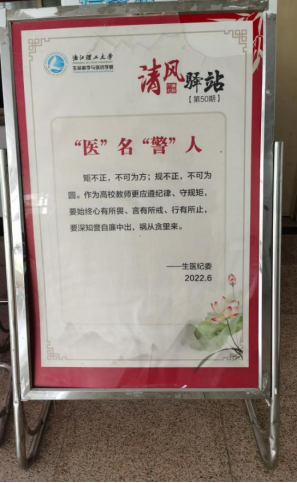 浙江理工大学
生命科学与医药学院
清风驿站
【第50期】
“医”名“警”人
矩不正，不可为方；规不正，不可为
圆。作为高校教师更应遵纪律、守规矩，
要始终心有所畏、言有所戒、行有所止，
要深知誉自廉中出，祸从贪里来。
——生医纪委
2022.6